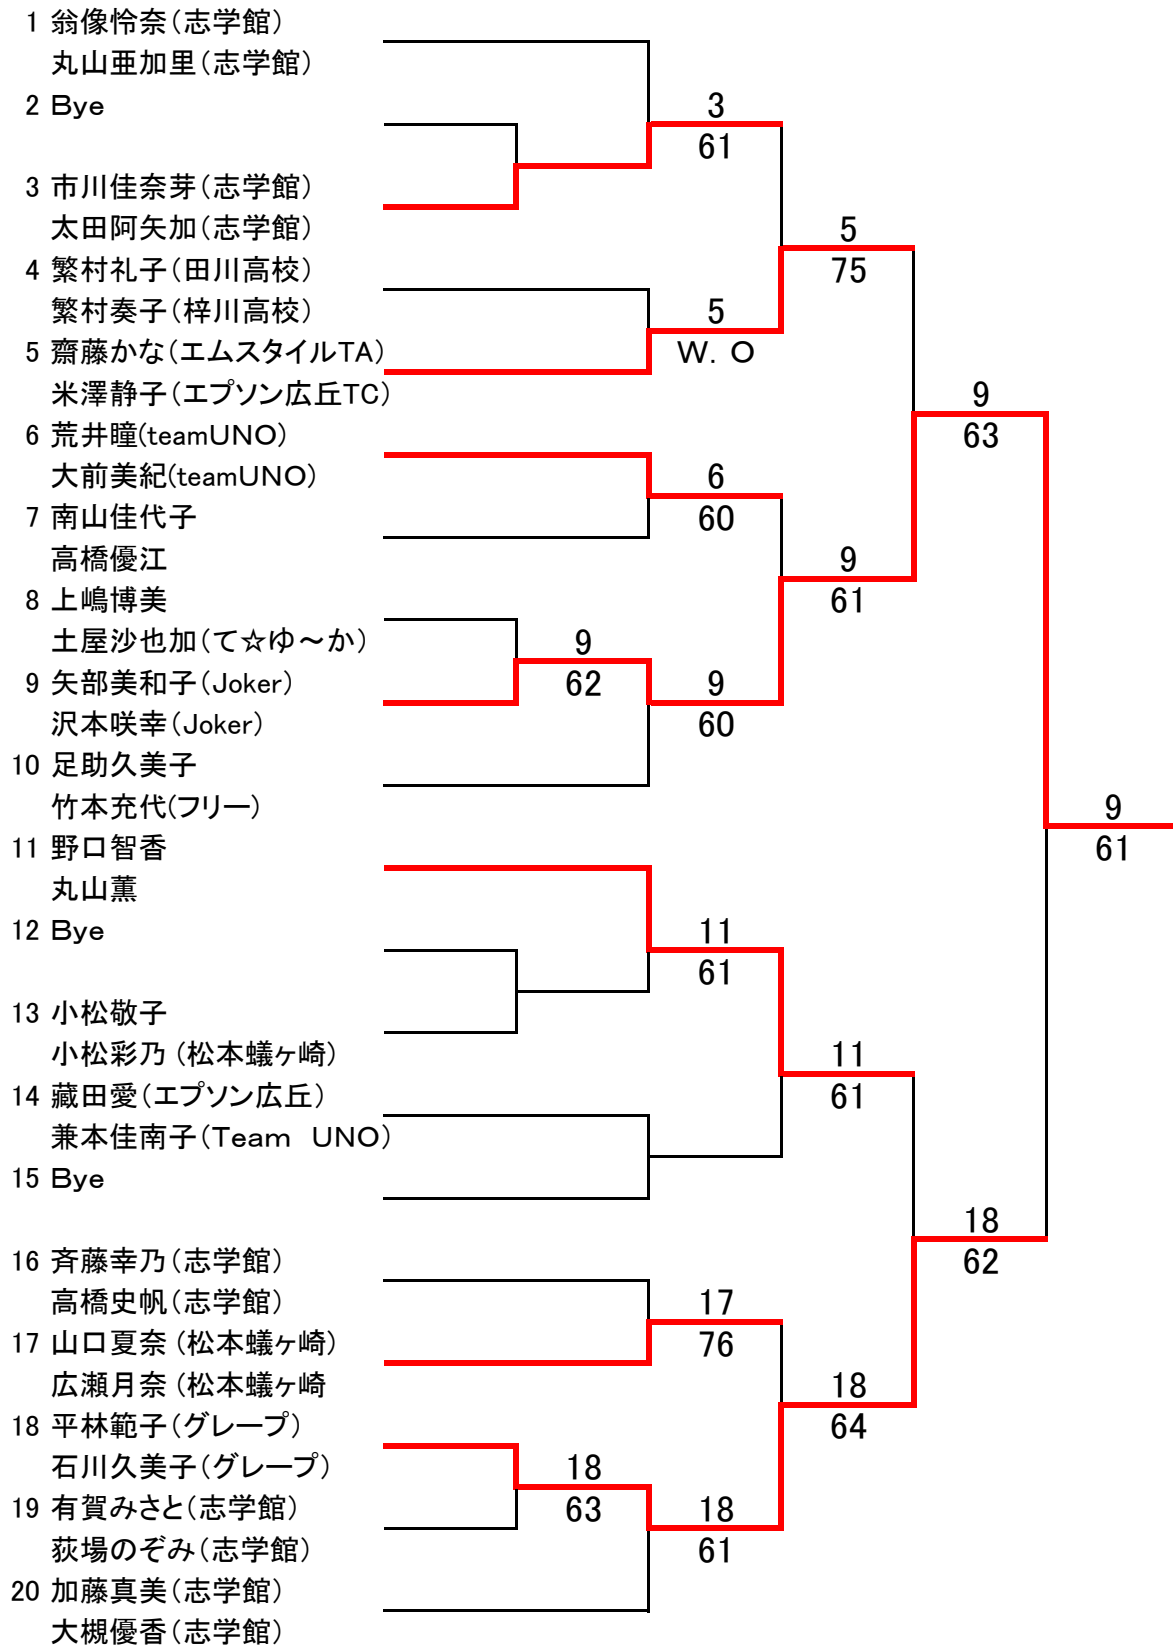 1 翁像怜奈（志学館）
丸山亜加里（志学館）
2 Bye
3
61
3 市川佳奈芽（志学館）
太田阿矢加（志学館）
5
75
4 繁村礼子（田川高校）
繁村奏子（梓川高校）
5
W. O
5 齋藤かな（エムスタイルTA）
米澤静子（エプソン広丘TC）
9
63
6 荒井瞳(teamUNO)
大前美紀(teamUNO)
6
60
7 南山佳代子
高橋優江
9
61
8 上嶋博美
土屋沙也加（て☆ゆ～か）
9
62
9 矢部美和子（Joker）
沢本咲幸（Joker）
9
60
10 足助久美子
竹本充代(フリー)
9
61
11 野口智香
丸山薫
12 Bye
11
61
13 小松敬子
小松彩乃 (松本蟻ヶ崎)
11
61
14 藏田愛（エプソン広丘）
兼本佳南子（Team　UNO）
15 Bye
18
62
16 斉藤幸乃（志学館）
高橋史帆（志学館）
17
76
17 山口夏奈 (松本蟻ヶ崎)
広瀬月奈 (松本蟻ヶ崎
18
64
18 平林範子（グレープ）
石川久美子（グレープ）
18
63
19 有賀みさと（志学館）
荻場のぞみ（志学館）
18
61
20 加藤真美（志学館）
大槻優香（志学館）